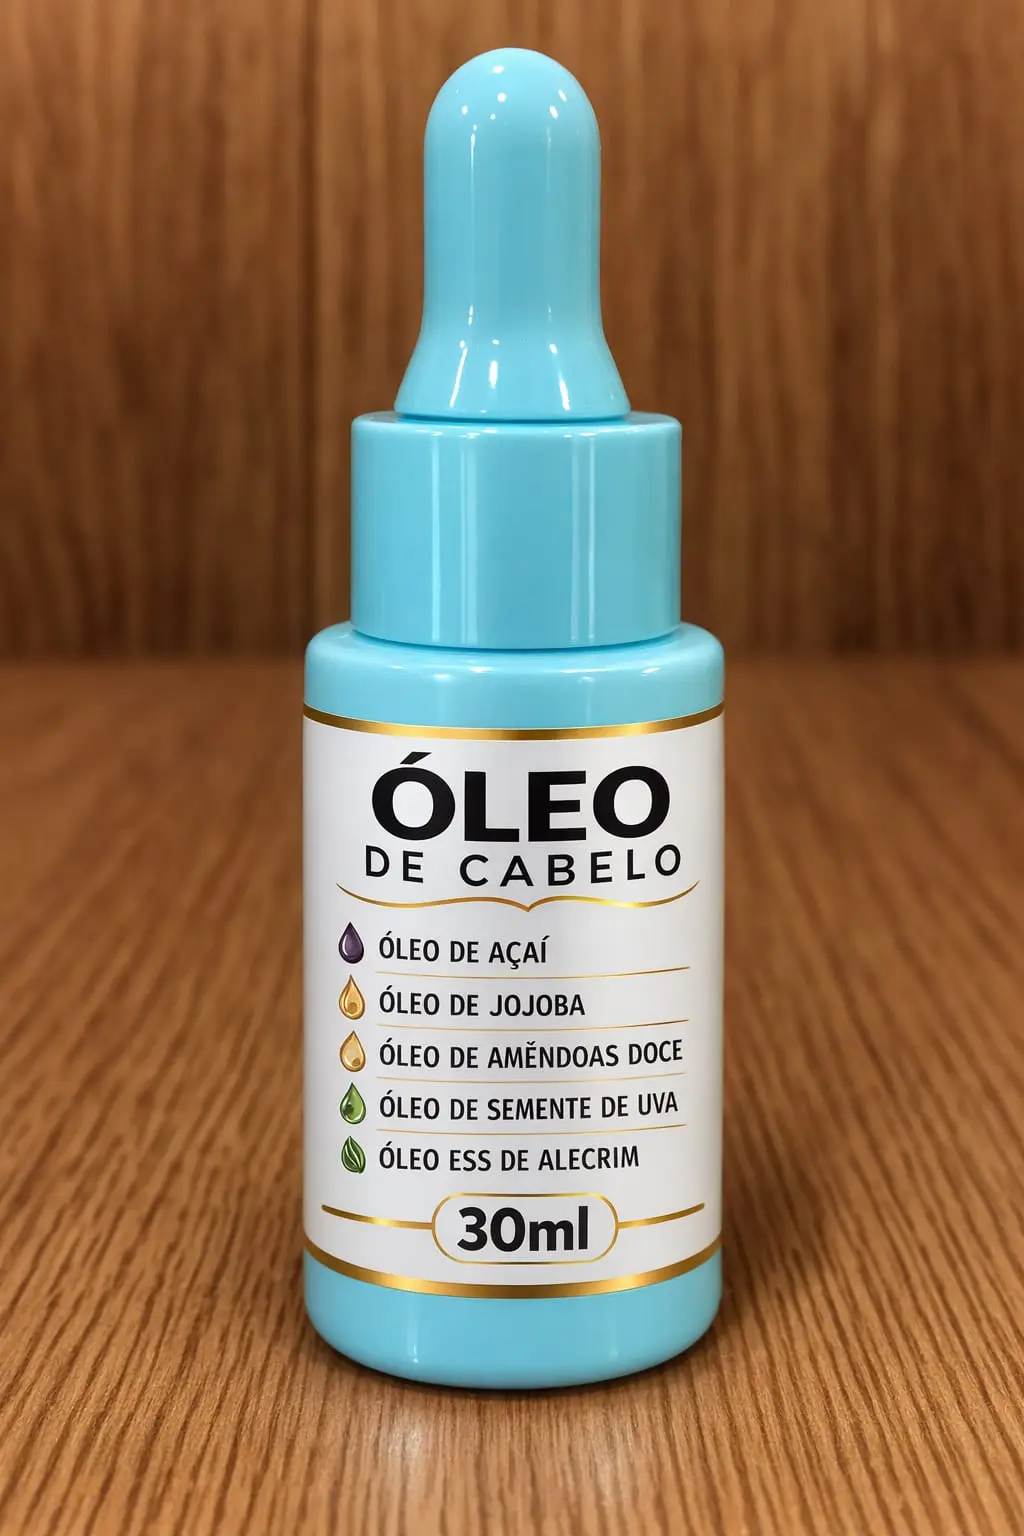 ÓLEO
DE CABELO
ÓLEO DE AÇAÍ
ÓLEO DE JOJOBA
ÓLEO DE AMĚNDOAS DOCE
ÓLEO DE SEMENTE DE UVA
ÓLEO ESS DE ALECRIM
30ml